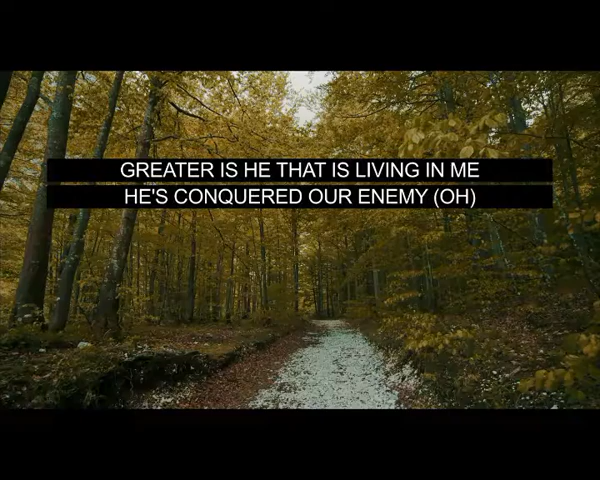 GREATER IS HE THAT IS LIVING IN ME
HE'S CONQUERED OUR ENEMY (OH)